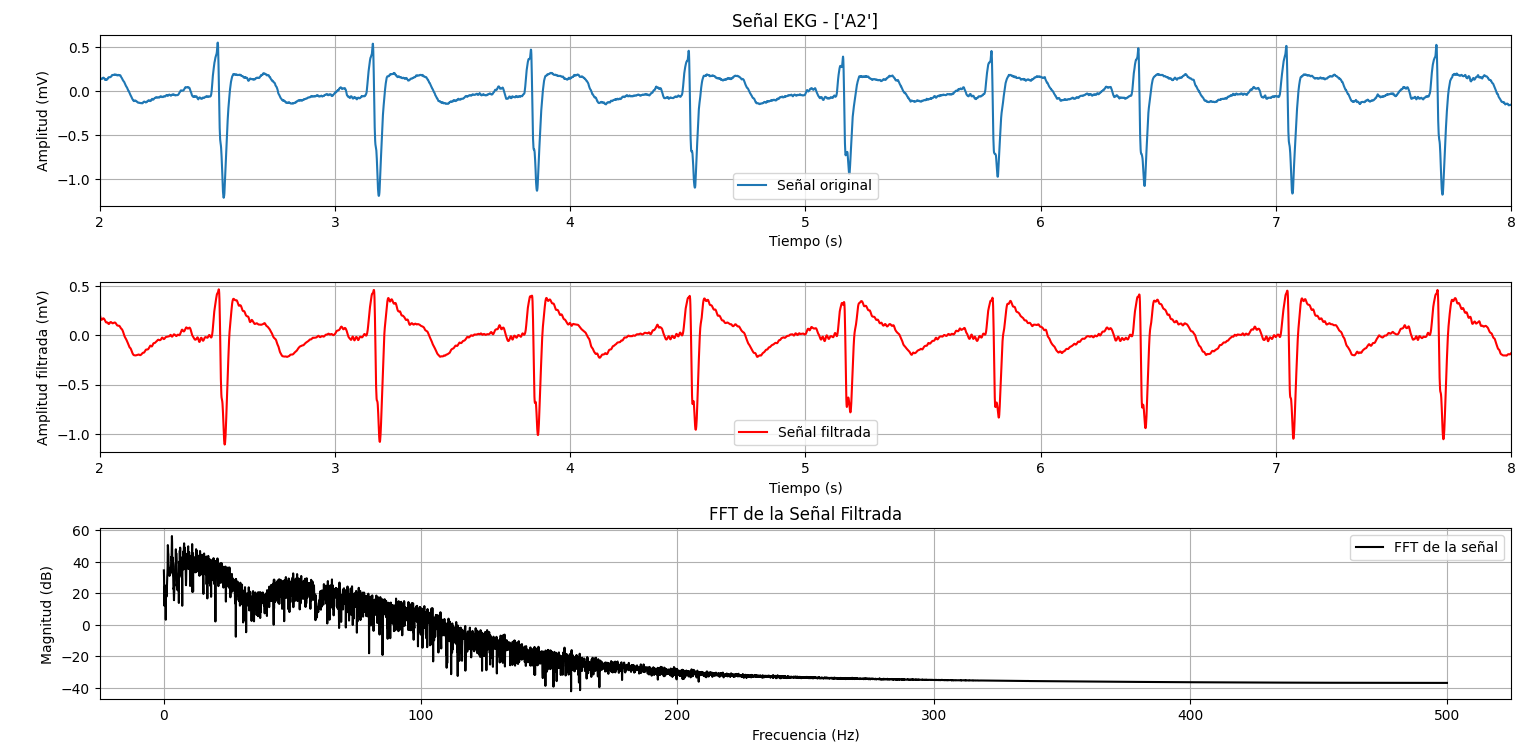 Señal EKG - ['A2']
Amplitud (mV)
0.5
0.0
−0.5
−1.0
Señal original
2 3 4 5 6 7 8
Tiempo (s)
Amplitud filtrada (mV)
0.5
0.0
−0.5
−1.0
Señal filtrada
2 3 4 5 6 7 8
Tiempo (s)
FFT de la Señal Filtrada
Magnitud (dB)
60
40
20
0
−20
−40
FFT de la señal
0 100 200 300 400 500
Frecuencia (Hz)